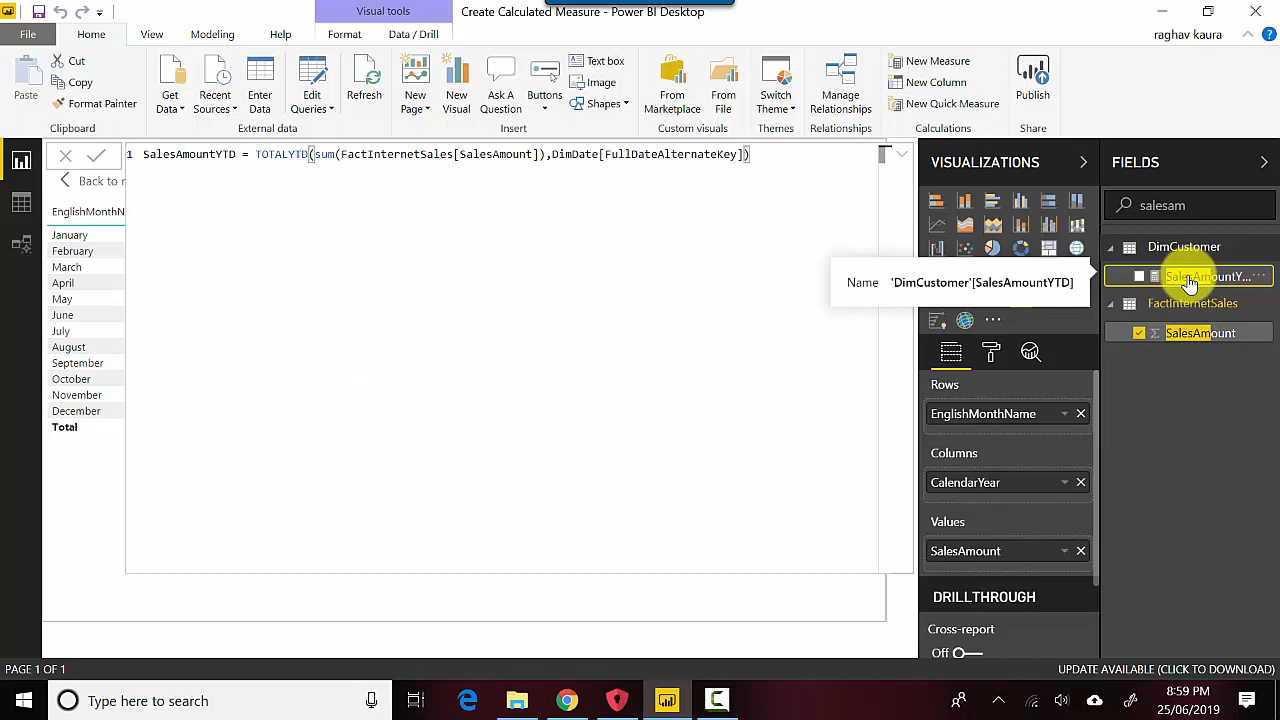 Visual tools
Create Calculated Measure - Power BI Desktop
File
Home
View
Modeling
Help
Format
Data / Drill
raghav kaura
Paste
Cut
Copy
Format Painter
Clipboard
Get Data
Recent Sources
Enter Data
Edit Queries
Refresh
External data
New Page
New Visual
Ask A Question
Buttons
Text box
Image
Shapes
Insert
From Marketplace
From File
Custom visuals
Switch Theme
Themes
Manage Relationships
Relationships
New Measure
New Column
New Quick Measure
Calculations
Publish
Share
1 SalesAmountYTD = TOTALYTD(sum(FactInternetSales[SalesAmount]),DimDate[FullDateAlternateKey])
Back to r
EnglishMonthN
January
February
March
April
May
June
July
August
September
October
November
December
Total
VISUALIZATIONS
Name 'DimCustomer'[SalesAmountYTD]
Rows
EnglishMonthName
Columns
CalendarYear
Values
SalesAmount
DRILLTHROUGH
Cross-report
Off
FIELDS
salesam
DimCustomer
SalesAmountY...
FactInternetSales
SalesAmount
PAGE 1 OF 1
UPDATE AVAILABLE (CLICK TO DOWNLOAD)
Type here to search
8:59 PM
25/06/2019